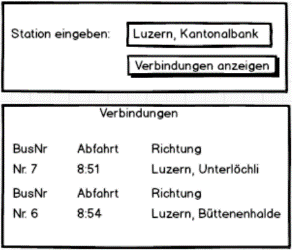 Station eingeben: Luzern, Kantonalbank
Verbindungen anzeigen
Verbindungen
BusNr Abfahrt Richtung
Nr. 7 8:51 Luzern, Unterlöchli
BusNr Abfahrt Richtung
Nr. 6 8:54 Luzern, Büttenenhalde